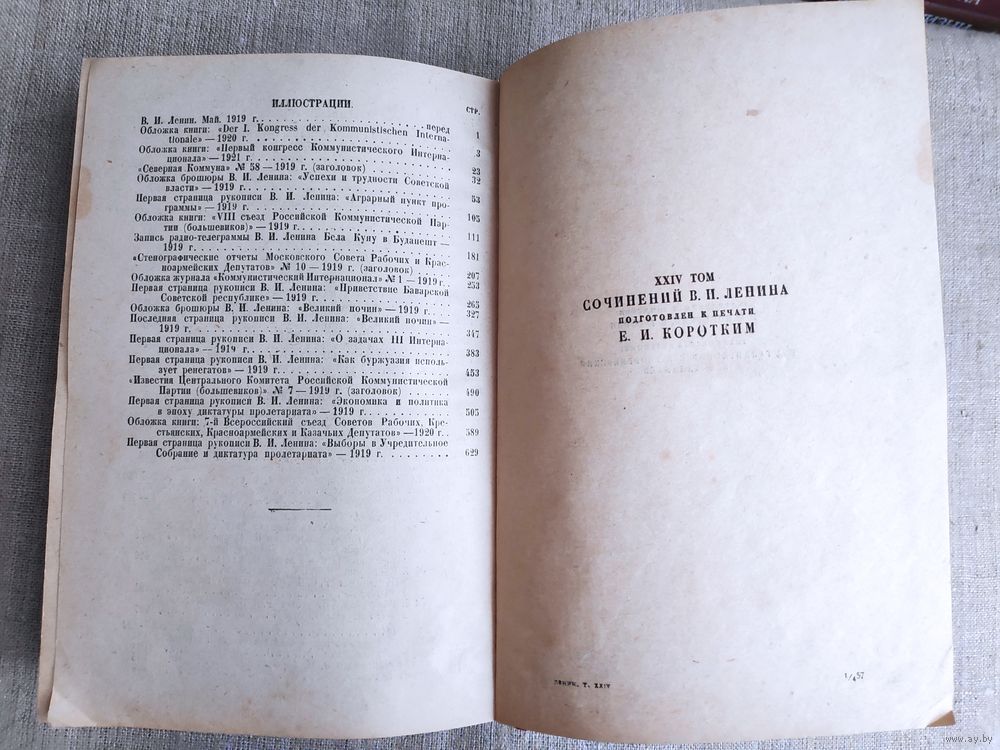 ИЛЛЮСТРАЦИИ.
СТР.
В. И. Ленин. Май. 1919 г. . . . . . . . . . . . . перед 1
Обложка книги: «Der I. Kongress der Kommunistischen Interna-
tionale» — 1920 г. . . . . . . . . . . . . . 3
Обложка книги: «Первый конгресс Коммунистического Интерна-
ционала» — 1921 г. . . . . . . . . . . . . . 23
«Северная Коммуна» № 58 — 1919 г. (заголовок) . . . . . . 32
Обложка брошюры В. И. Ленина: «Успехи и трудности Советской
власти» — 1919 г. . . . . . . . . . . . . . 53
Первая страница рукописи В. И. Ленина: «Аграрный пункт про-
граммы» — 1919 г. . . . . . . . . . . . . . 105
Обложка книги: «VIII съезд Российской Коммунистической Пар-
тии (большевиков)» — 1919 г. . . . . . . . . . . 111
Запись радио-телеграммы В. И. Ленина Бела Куну в Будапешт —
1919 г. . . . . . . . . . . . . . 181
«Стенографические отчеты Московского Совета Рабочих и Крас-
ноармейских Депутатов» № 10 — 1919 г. (заголовок) . . . . 207
Обложка журнала «Коммунистический Интернационал» № 1 — 1919 г. . 253
Первая страница рукописи В. И. Ленина: «Приветствие Баварской
Советской республике» — 1919 г. . . . . . . . . . 265
Обложка брошюры В. И. Ленина: «Великий почин» — 1919 г. . . 327
Последняя страница рукописи В. И. Ленина: «Великий почин» —
1919 г. . . . . . . . . . . . . . 347
Первая страница рукописи В. И. Ленина: «О задачах III Интерна-
ционала» — 1919 г. . . . . . . . . . . . . . 383
Первая страница рукописи В. И. Ленина: «Как буржуазия исполь-
зует ренегатов» — 1919 г. . . . . . . . . . . . 453
«Известия Центрального Комитета Российской Коммунистической
Партии (большевиков)» № 7 — 1919 г. (заголовок) . . . . 490
Первая страница рукописи В. И. Ленина: «Экономика и политика
в эпоху диктатуры пролетариата» — 1919 г. . . . . . . 505
Обложка книги: 7-й Всероссийский съезд Советов Рабочих, Кре-
стьянских, Красноармейских и Казачьих Депутатов» — 1920 г. . . 589
Первая страница рукописи В. И. Ленина: «Выборы в Учредительное
Собрание и диктатура пролетариата» — 1919 г. . . . . . . 629
XXIV ТОМ
СОЧИНЕНИЙ В. И. ЛЕНИНА
ПОДГОТОВЛЕН К ПЕЧАТИ
Е. И. КОРОТКИМ
ЛЕНИН, Т. XXIV
1/4 57
www.ay.by